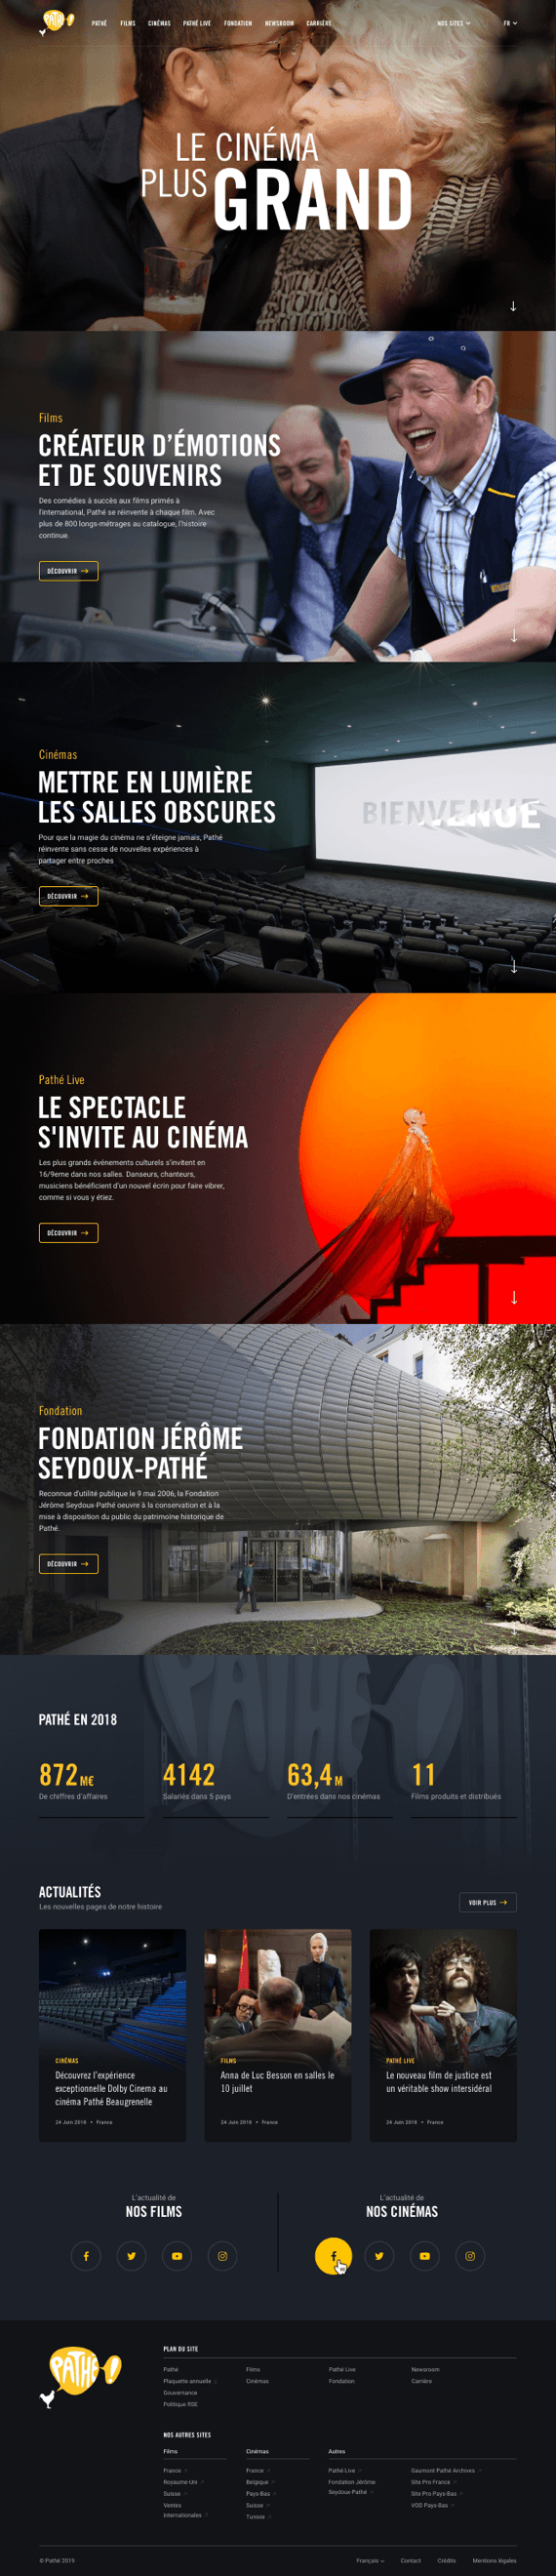 PATHÉ!
PATHÉ FILMS CINÉMAS PATHÉ LIVE FONDATION NEWSROOM CARRIÈRE NOS SITES FR
LE CINÉMA
PLUS GRAND
Films
CRÉATEUR D'ÉMOTIONS
ET DE SOUVENIRS
Des comédies à succès aux films primés à
l'international, Pathé se réinvente à chaque film. Avec
plus de 800 longs-métrages au catalogue, l'histoire
continue.
DÉCOUVRIR →
Cinémas
METTRE EN LUMIÈRE
LES SALLES OBSCURES
BIENVENUE
Pour que la magie du cinéma ne s'éteigne jamais, Pathé
réinvente sans cesse de nouvelles expériences à
partager entre proches
DÉCOUVRIR →
Pathé Live
LE SPECTACLE
S'INVITE AU CINÉMA
Les plus grands événements culturels s'invitent en
16/9eme dans nos salles. Danseurs, chanteurs,
musiciens bénéficient d'un nouvel écrin pour faire vibrer,
comme si vous y étiez.
DÉCOUVRIR →
Fondation
FONDATION JÉRÔME
SEYDOUX-PATHÉ
Reconnue d'utilité publique le 9 mai 2006, la Fondation
Jérôme Seydoux-Pathé oeuvre à la conservation et à la
mise à disposition du public du patrimoine historique de
Pathé.
DÉCOUVRIR →
PATHÉ EN 2018
872 M€ 4142 63,4 M 11
De chiffres d'affaires Salariés dans 5 pays D'entrées dans nos cinémas Films produits et distribués
ACTUALITÉS
Les nouvelles pages de notre histoire
VOIR PLUS →
CINÉMAS
Découvrez l'expérience
exceptionnelle Dolby Cinema au
cinéma Pathé Beaugrenelle
24 Juin 2018 • France
FILMS
Anna de Luc Besson en salles le
10 juillet
24 Juin 2018 • France
PATHÉ LIVE
Le nouveau film de justice est
un véritable show intersidéral
24 Juin 2018 • France
L'actualité de
NOS FILMS
L'actualité de
NOS CINÉMAS
PATHÉ!
PLAN DU SITE
Pathé Films Pathé Live Newsroom
Plaquette annuelle Cinémas Fondation Carrière
Gouvernance
Politique RSE
NOS AUTRES SITES
Films Cinémas Autres
France France Pathé Live Gaumont Pathé Archives
Royaume-Uni Belgique Fondation Jérôme Site Pro France
Suisse Pays-Bas Seydoux-Pathé Site Pro Pays-Bas
Ventes Suisse VOD Pays-Bas
Internationales Tunisie
© Pathé 2019 Français Contact Crédits Mentions légales